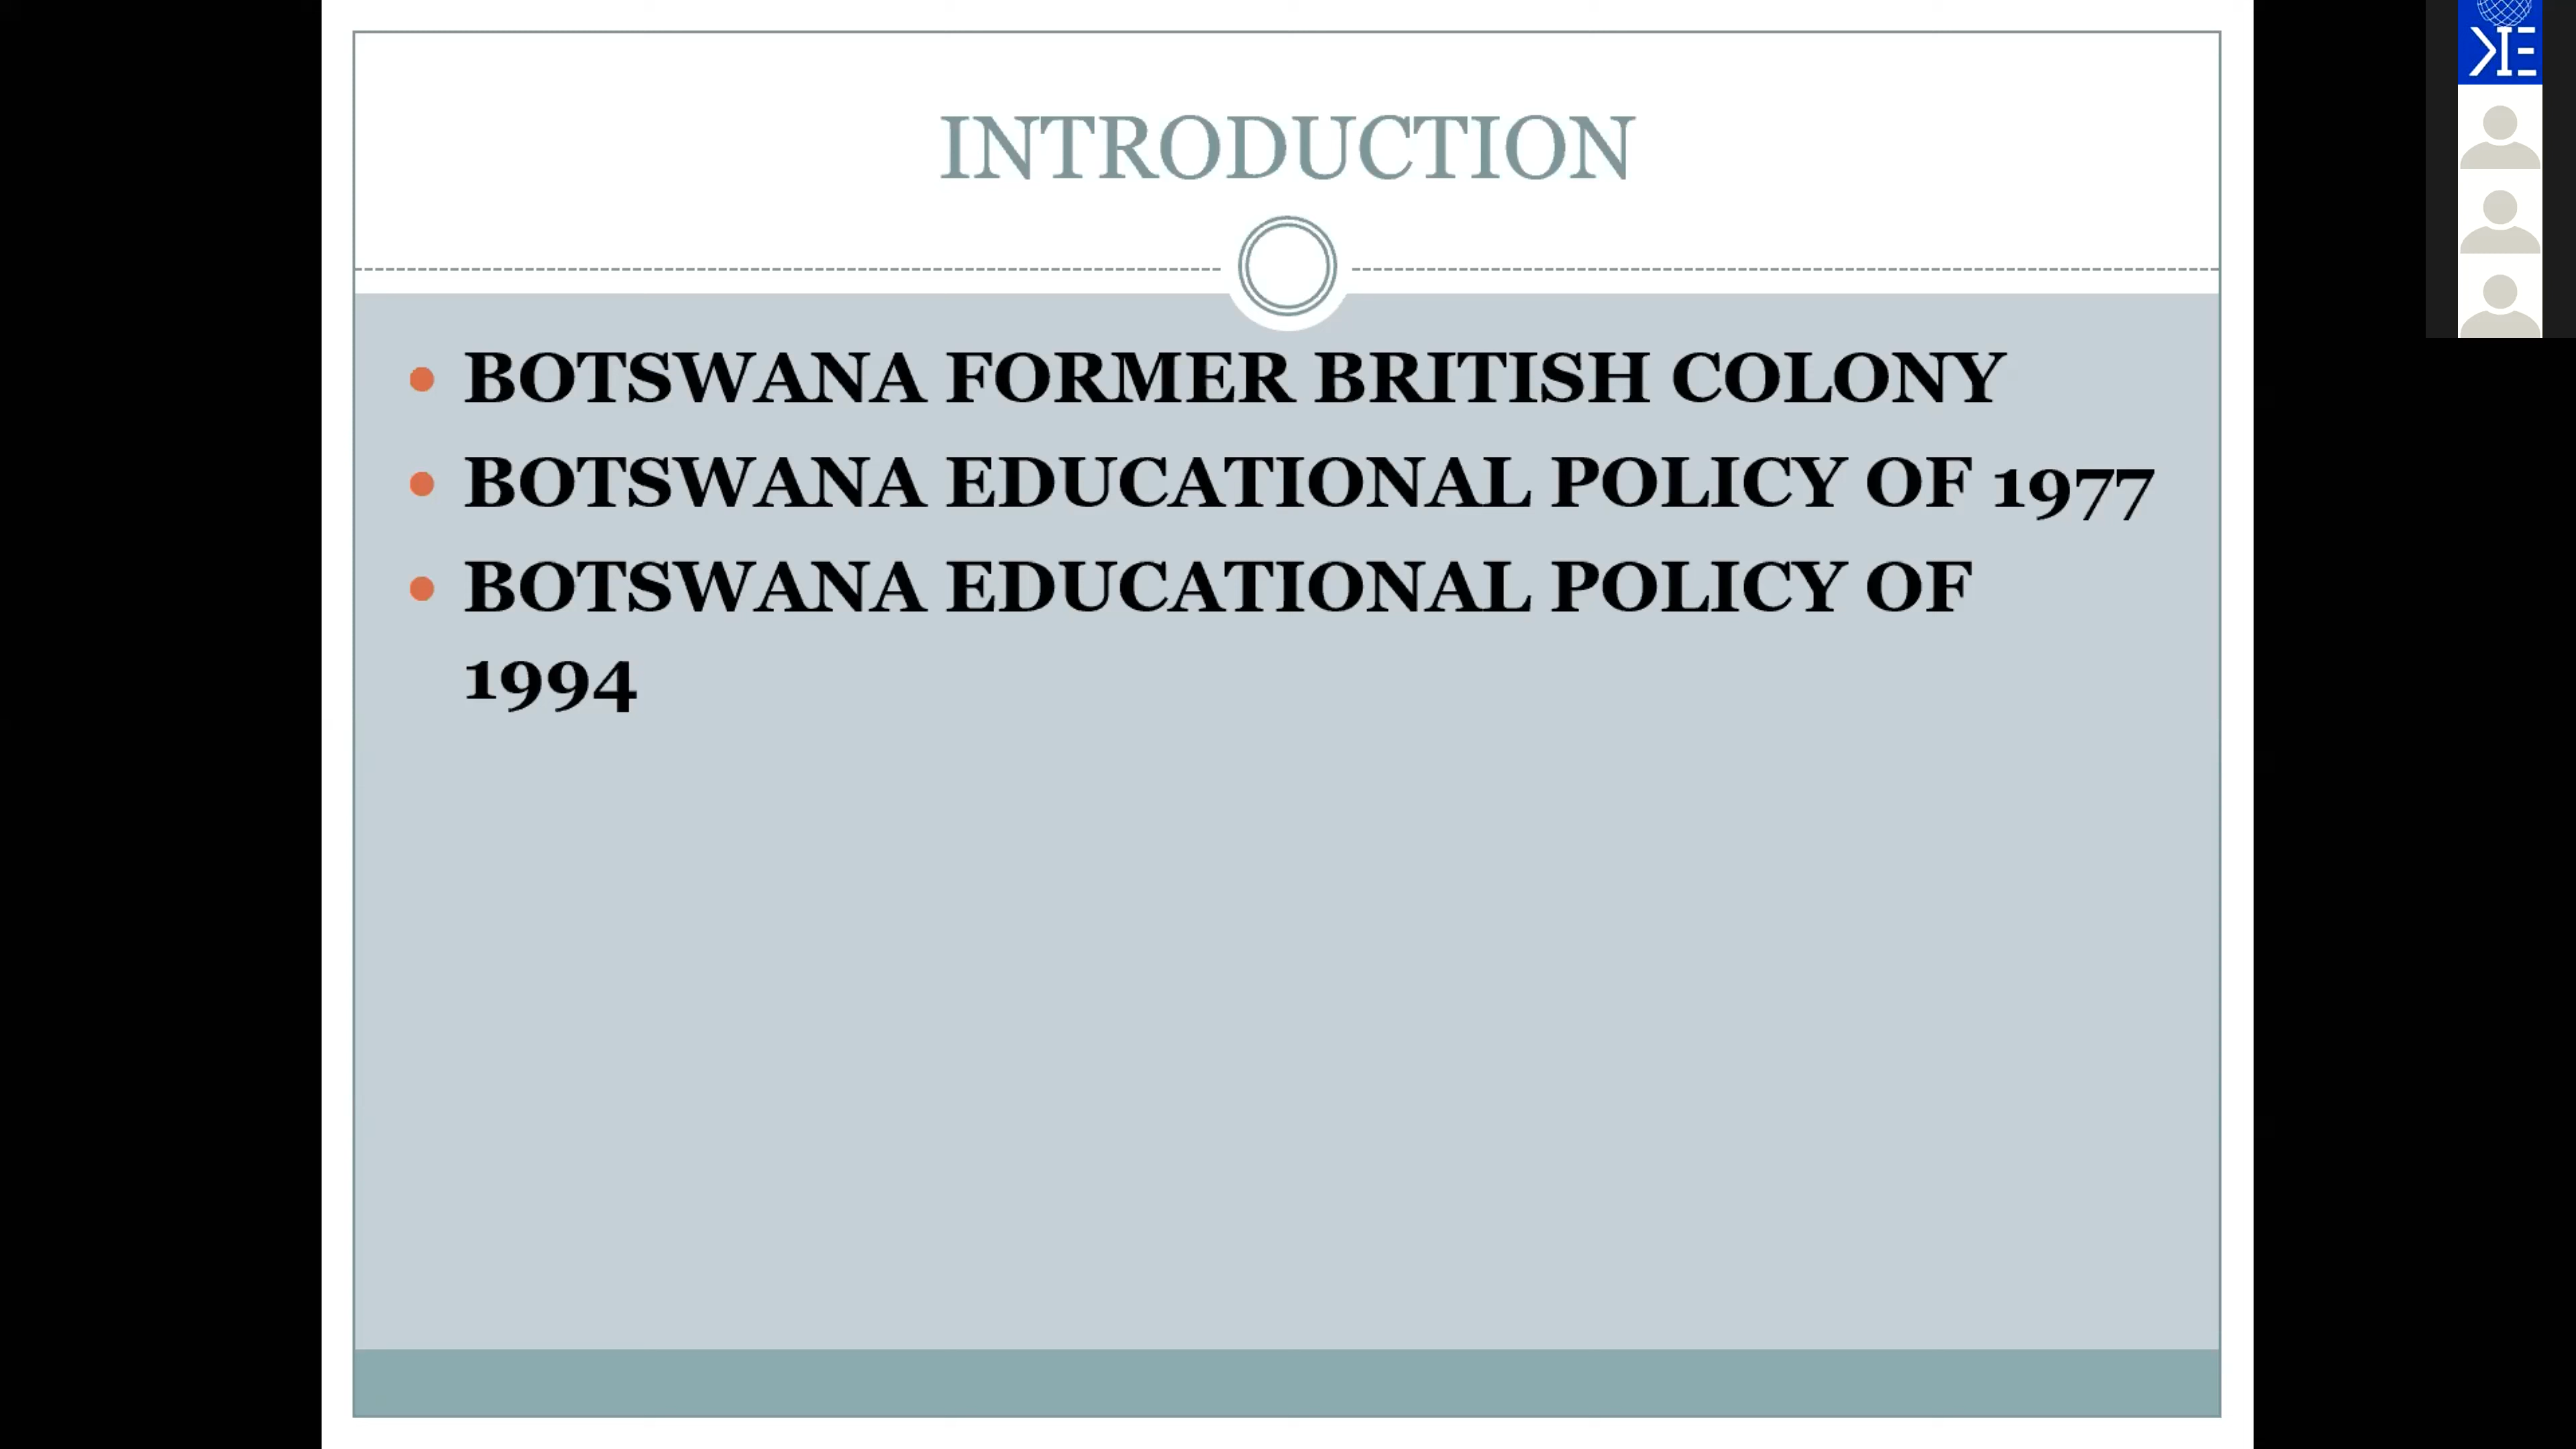 INTRODUCTION
BOTSWANA FORMER BRITISH COLONY
BOTSWANA EDUCATIONAL POLICY OF 1977
BOTSWANA EDUCATIONAL POLICY OF
1994